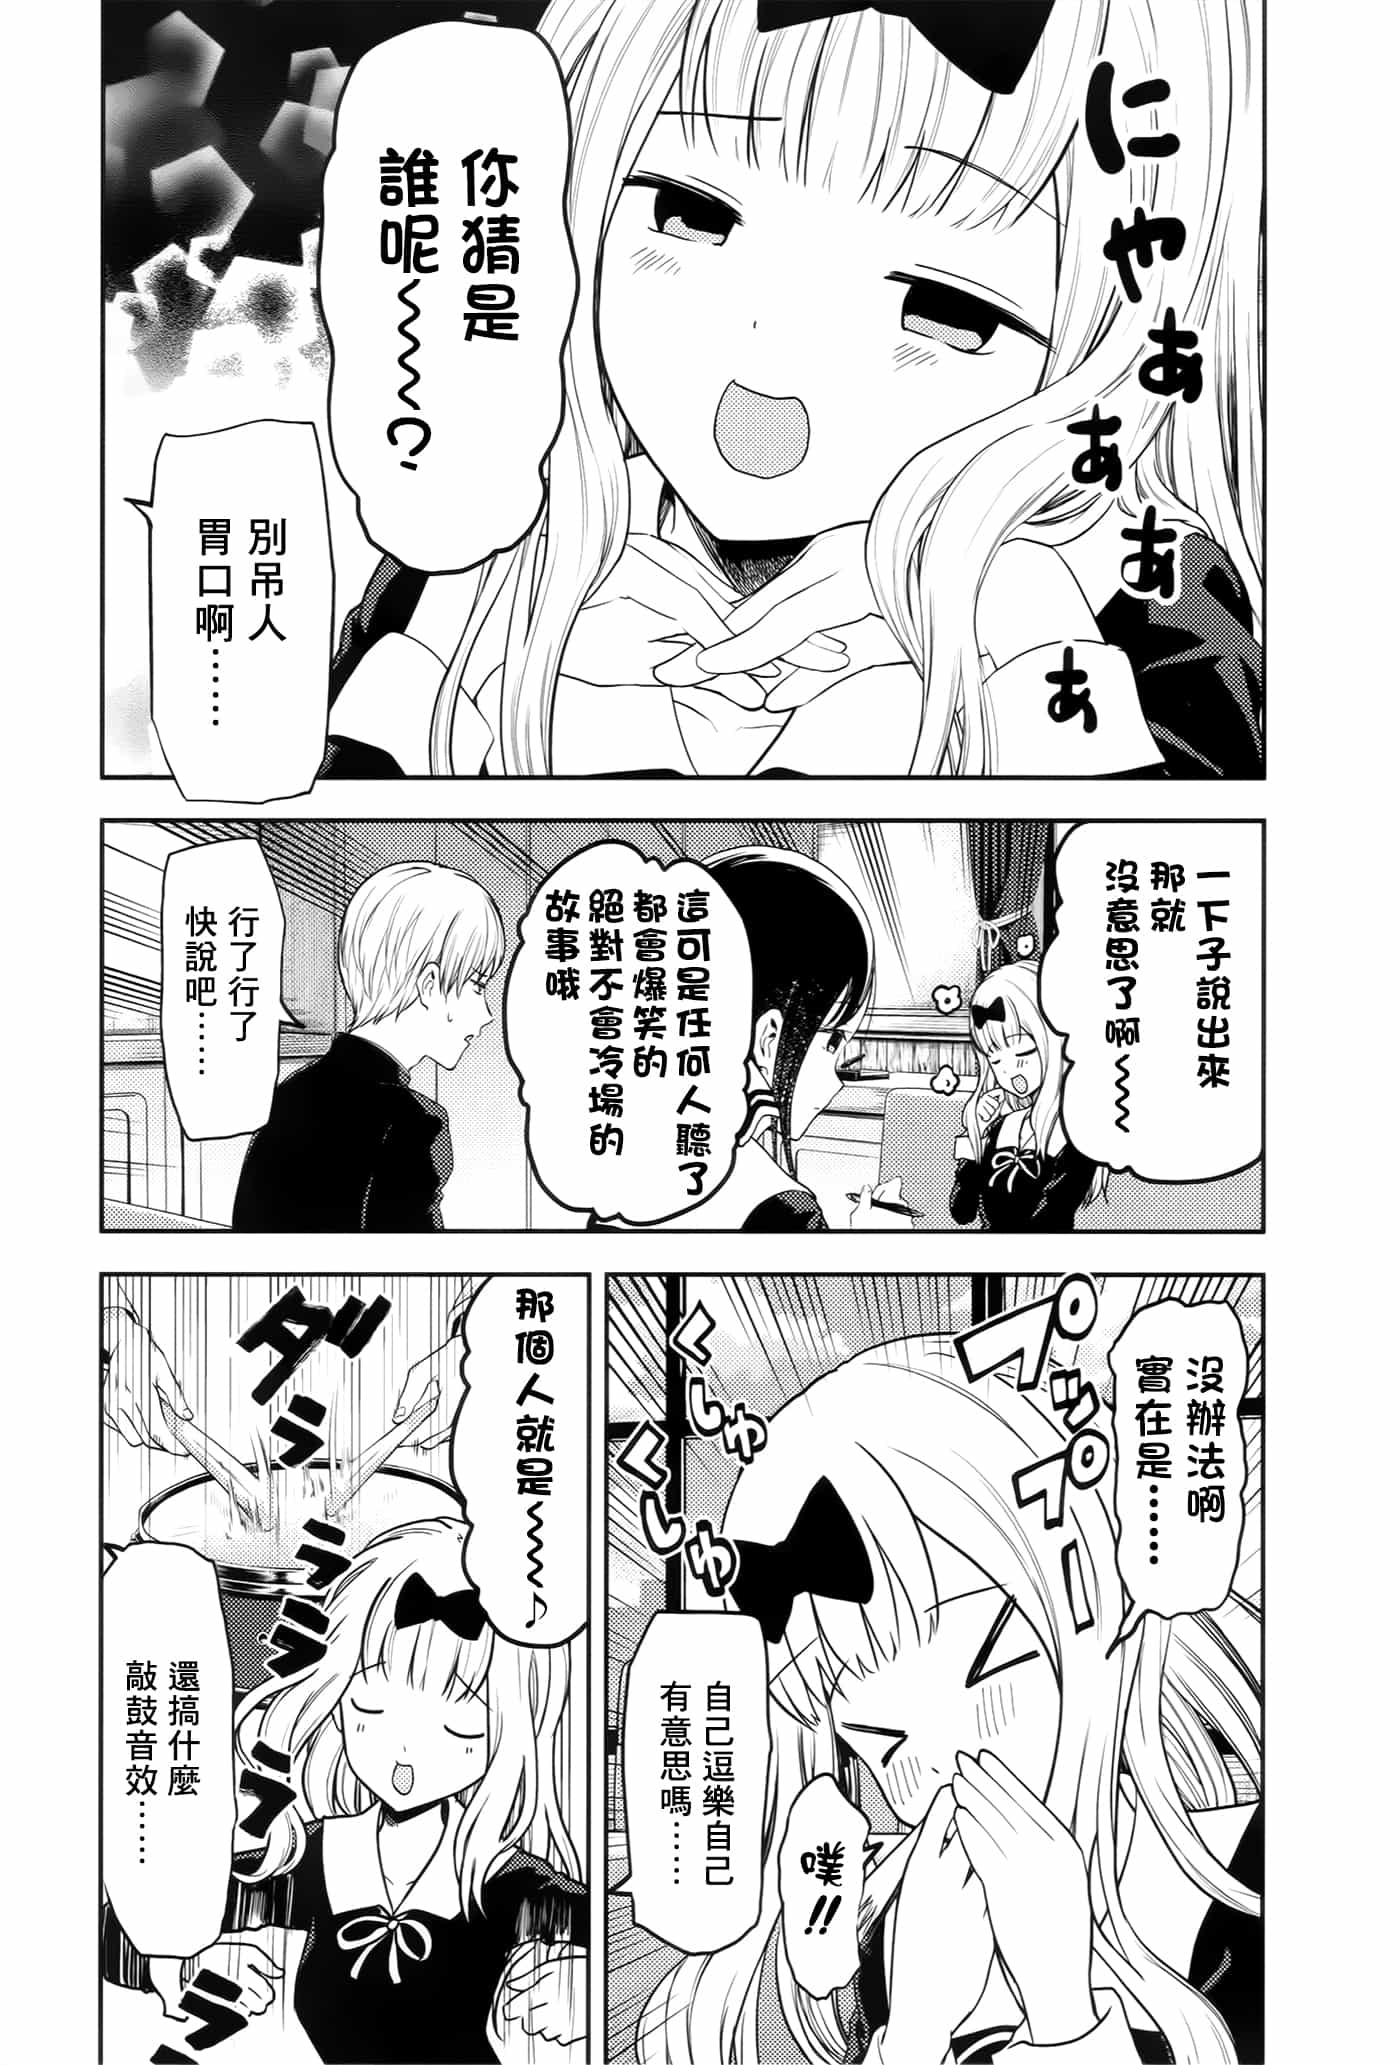 你猜是
誰呢～～～？
にやぁぁぁぁ
別吊人
胃口啊……
一下子說出來
那就
沒意思了啊～～～
這可是任何人聽了
都會爆笑的
絕對不會冷場的
故事哦
行了行了
快說吧……
沒辦法啊
實在是……
プップー
くしゅ
くしゅ
噗!!
自己逗樂自己
有意思嗎……
那個人就是～～～♪
ダラララララララ
還搞什麼
敲鼓音效……